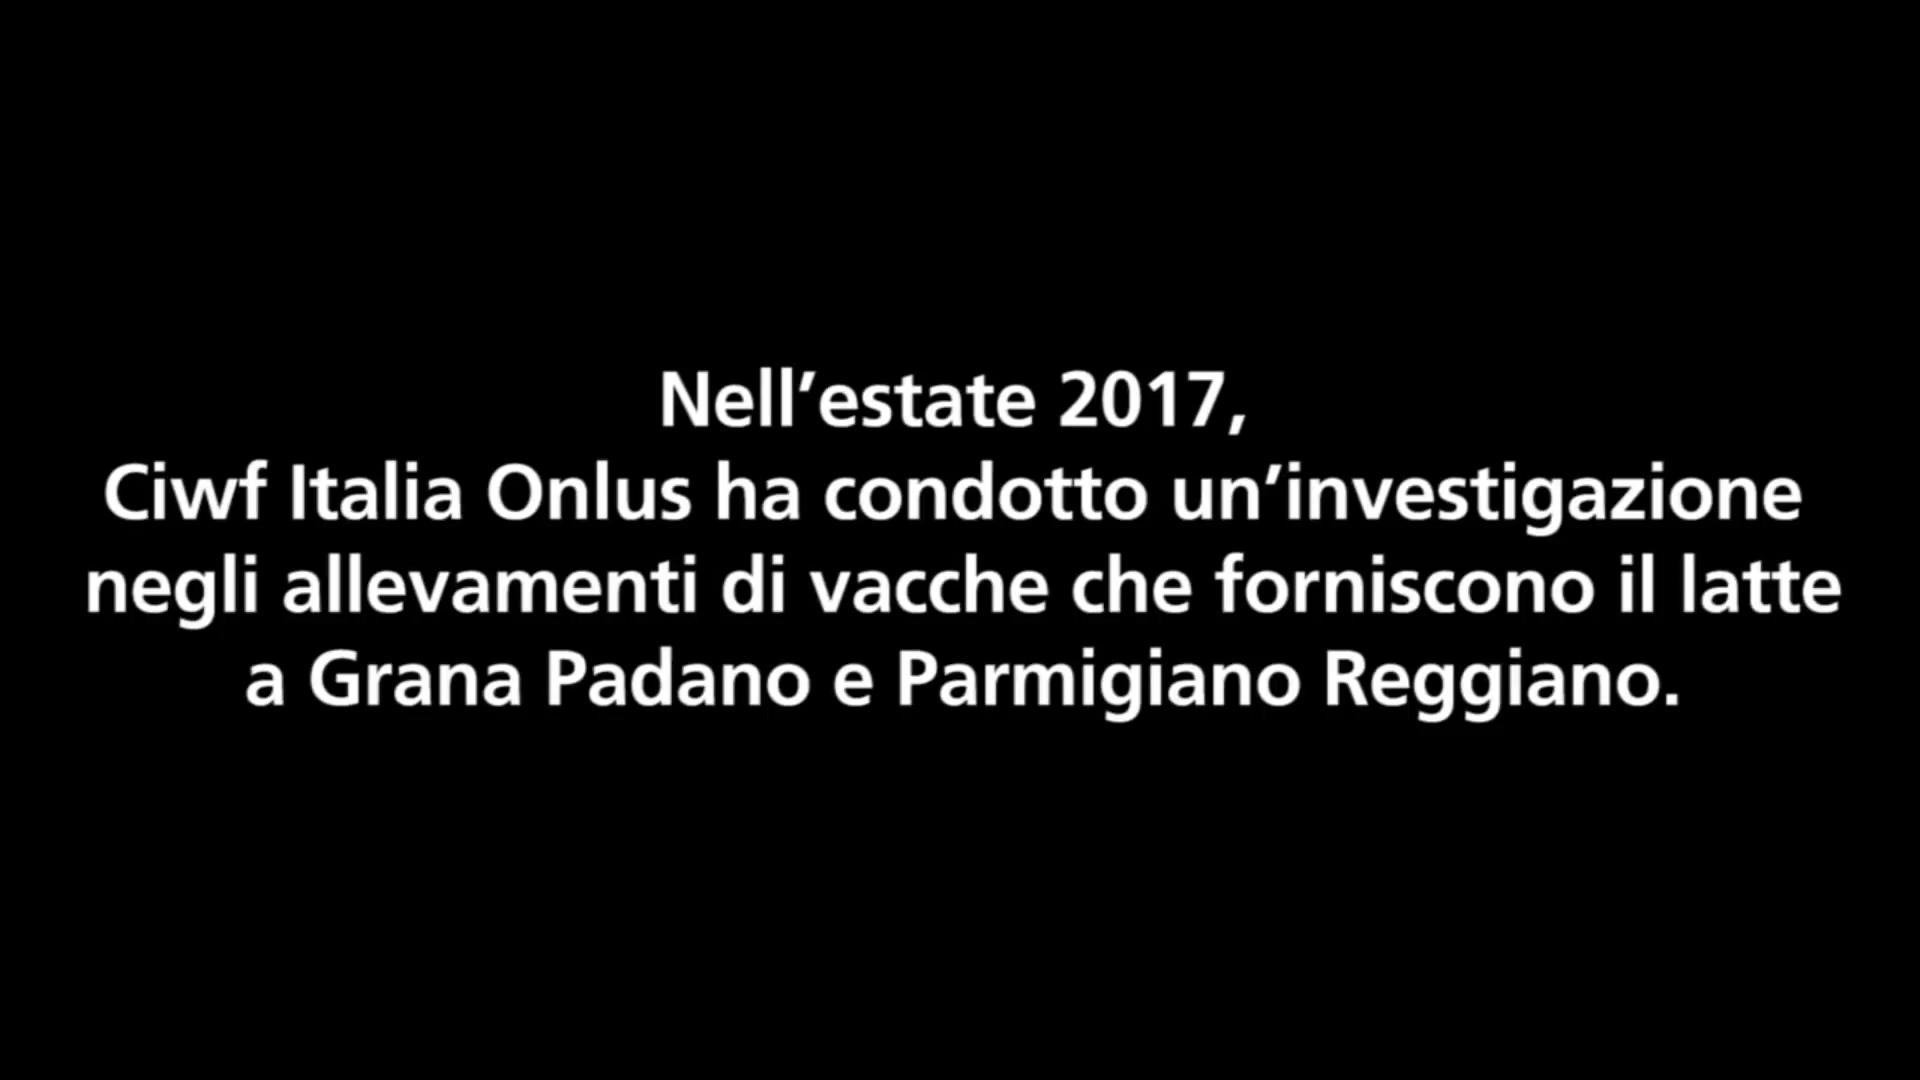 Nell’estate 2017,
Ciwf Italia Onlus ha condotto un’investigazione
negli allevamenti di vacche che forniscono il latte
a Grana Padano e Parmigiano Reggiano.